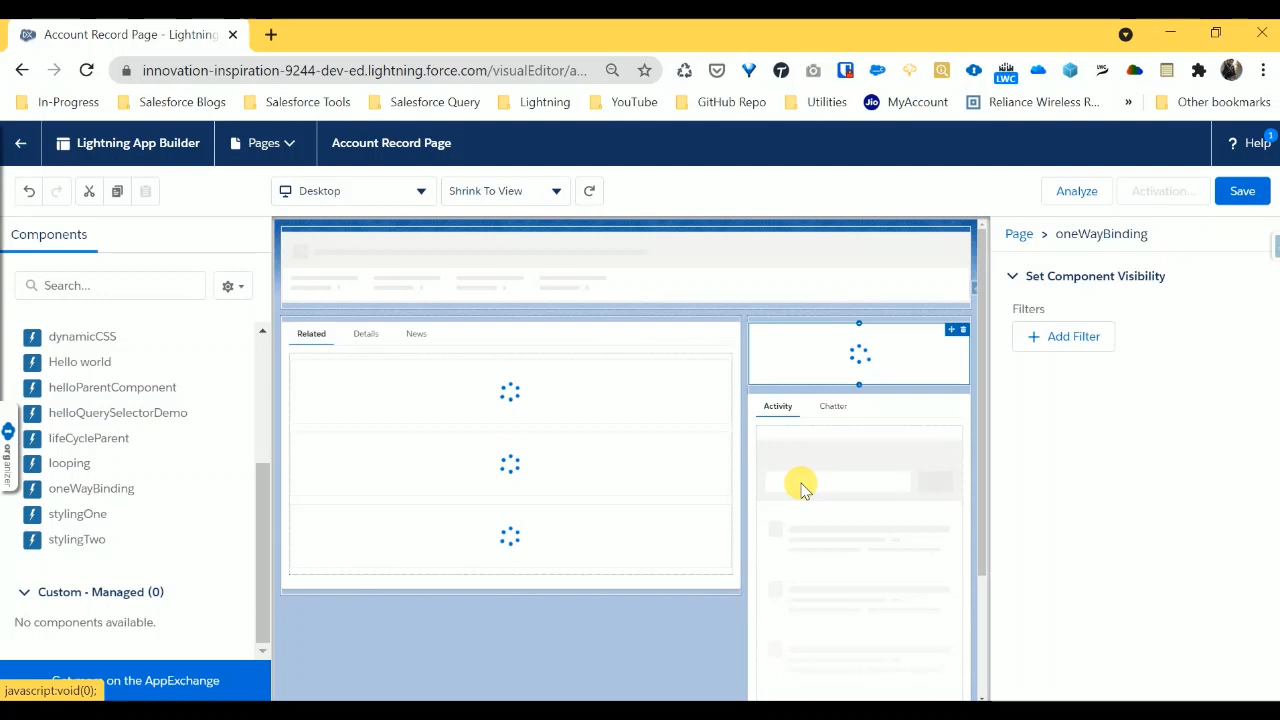 Account Record Page - Lightning
innovation-inspiration-9244-dev-ed.lightning.force.com/visualEditor/a...
In-Progress
Salesforce Blogs
Salesforce Tools
Salesforce Query
Lightning
YouTube
GitHub Repo
Utilities
Jio MyAccount
Reliance Wireless R...
»
Other bookmarks
LWC
Lightning App Builder
Pages
Account Record Page
? Help
1
Desktop
Shrink To View
Analyze
Activation...
Save
Components
Search...
dynamicCSS
Hello world
helloParentComponent
helloQuerySelectorDemo
lifeCycleParent
looping
oneWayBinding
stylingOne
stylingTwo
Custom - Managed (0)
No components available.
on the AppExchange
javascript:void(0);
organizer
Related
Details
News
Activity
Chatter
Page > oneWayBinding
Set Component Visibility
Filters
+ Add Filter